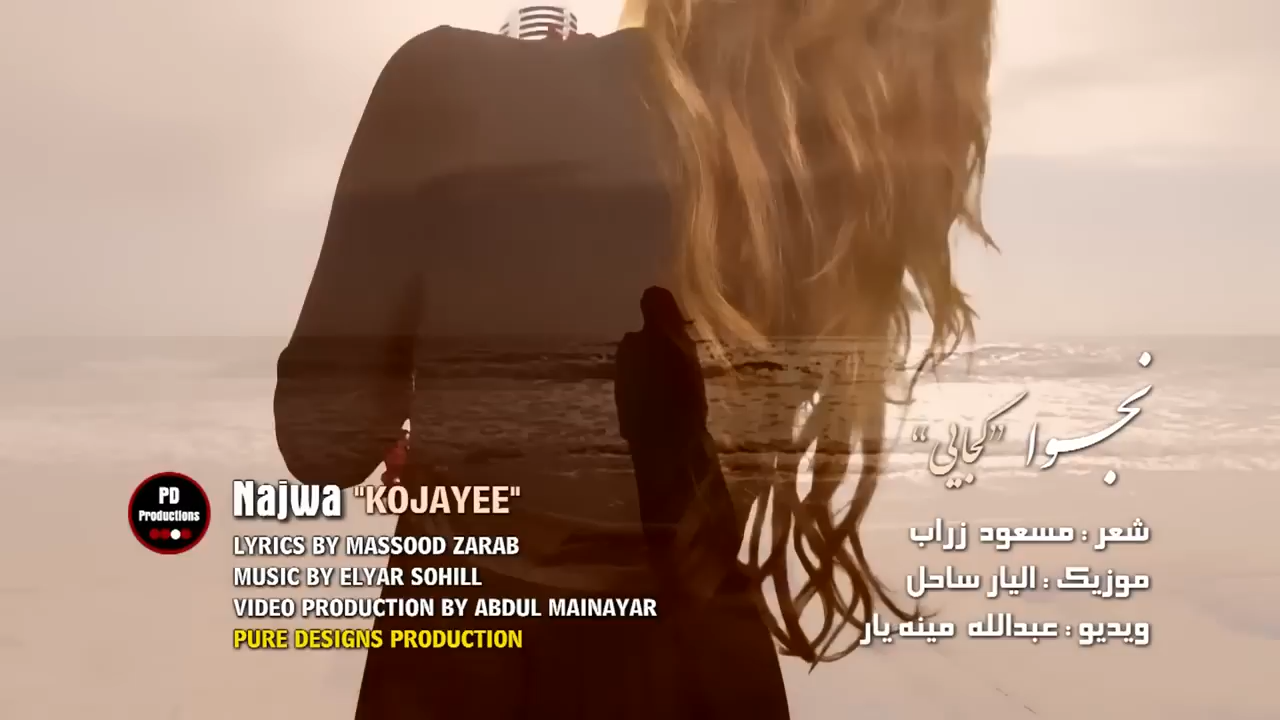 PD
Productions
Najwa "KOJAYEE"
LYRICS BY MASSOOD ZARAB
MUSIC BY ELYAR SOHILL
VIDEO PRODUCTION BY ABDUL MAINAYAR
PURE DESIGNS PRODUCTION
نجوا “کجایی”
شعر : مسعود زراب
موزیک : الیار ساحل
ویدیو : عبدالله مینه یار